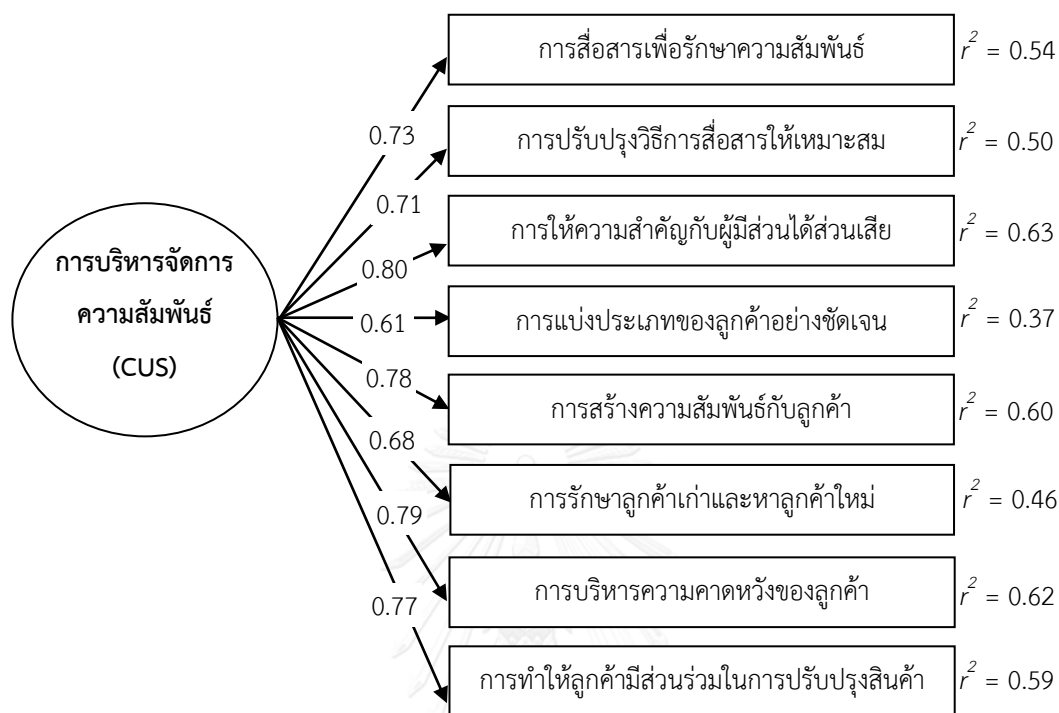 การสื่อสารเพื่อรักษาความสัมพันธ์ r² = 0.54
0.73
การปรับปรุงวิธีการสื่อสารให้เหมาะสม r² = 0.50
0.71
การให้ความสำคัญกับผู้มีส่วนได้ส่วนเสีย r² = 0.63
0.80
การบริหารจัดการ
ความสัมพันธ์
(CUS)
0.61
การแบ่งประเภทของลูกค้าอย่างชัดเจน r² = 0.37
0.78
การสร้างความสัมพันธ์กับลูกค้า r² = 0.60
0.68
การรักษาลูกค้าเก่าและหาลูกค้าใหม่ r² = 0.46
0.79
การบริหารความคาดหวังของลูกค้า r² = 0.62
0.77
การทำให้ลูกค้ามีส่วนร่วมในการปรับปรุงสินค้า r² = 0.59